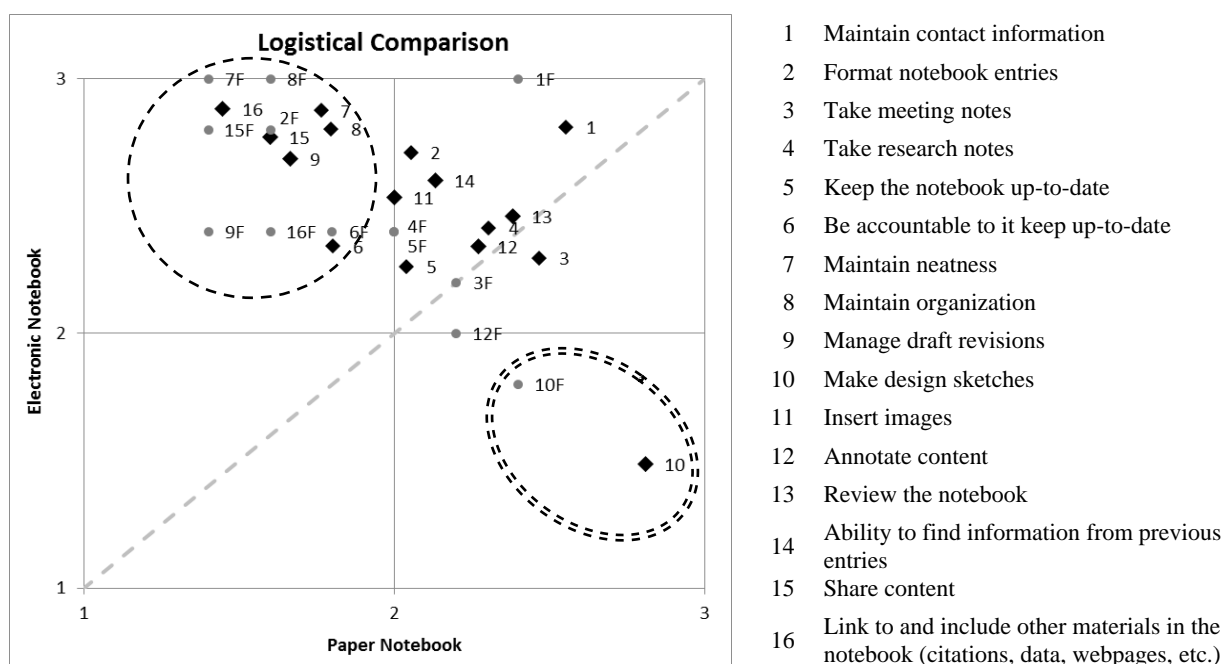 Logistical Comparison
3
7F 8F 1F
16 7
2F
1
15F 15 8
9 2
14
11
13
9F 16F 6F 4F 4
6 5F 12
5 3
3F
2 12F
10F
10
1
1 2 3
Electronic Notebook
Paper Notebook
1 Maintain contact information
2 Format notebook entries
3 Take meeting notes
4 Take research notes
5 Keep the notebook up-to-date
6 Be accountable to it keep up-to-date
7 Maintain neatness
8 Maintain organization
9 Manage draft revisions
10 Make design sketches
11 Insert images
12 Annotate content
13 Review the notebook
14 Ability to find information from previous
entries
15 Share content
16 Link to and include other materials in the
notebook (citations, data, webpages, etc.)